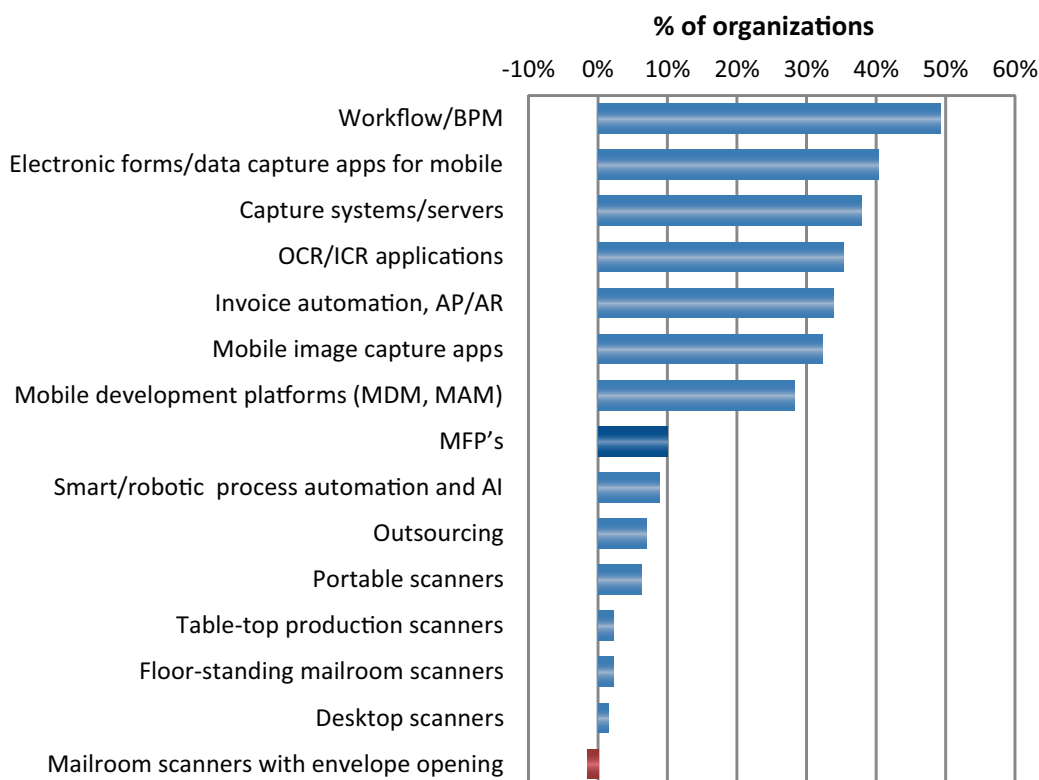 % of organizations
-10% 0% 10% 20% 30% 40% 50% 60%
Workflow/BPM
Electronic forms/data capture apps for mobile
Capture systems/servers
OCR/ICR applications
Invoice automation, AP/AR
Mobile image capture apps
Mobile development platforms (MDM, MAM)
MFP's
Smart/robotic process automation and AI
Outsourcing
Portable scanners
Table-top production scanners
Floor-standing mailroom scanners
Desktop scanners
Mailroom scanners with envelope opening